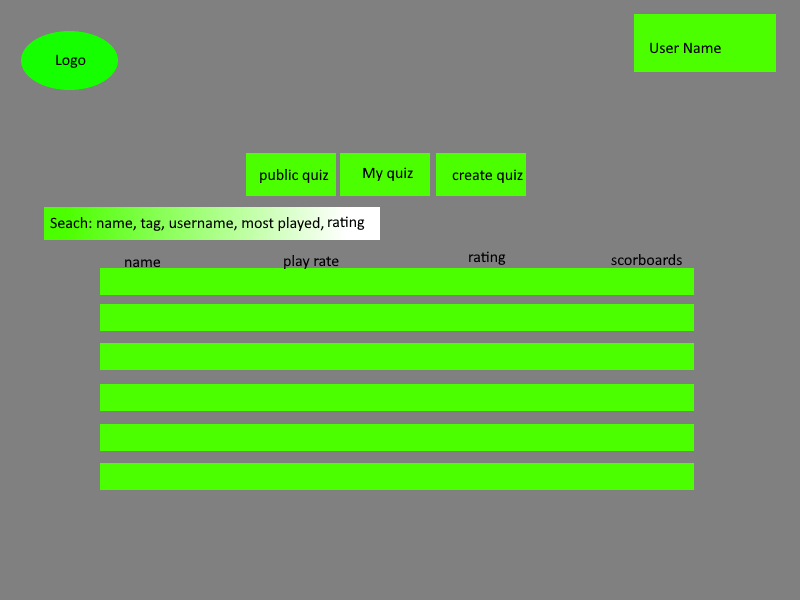 Logo
User Name
public quiz
My quiz
create quiz
Seach: name, tag, username, most played, rating
name
play rate
rating
scorboards